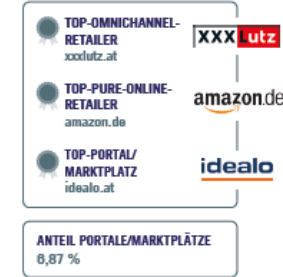 TOP-OMNICHANNEL-
RETAILER
xxxlutz.at
XXXLutz
TOP-PURE-ONLINE-
RETAILER
amazon.de
amazon.de
TOP-PORTAL/
MARKTPLATZ
idealo.at
idealo
ANTEIL PORTALE/MARKTPLÄTZE
6,87 %